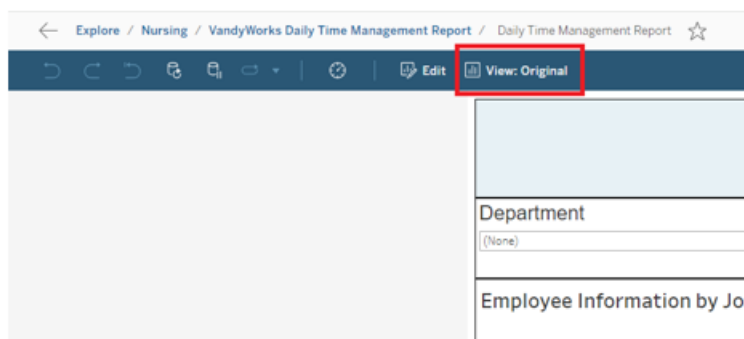 Explore / Nursing / VandyWorks Daily Time Management Report / Daily Time Management Report
Edit View: Original
Department
(None)
Employee Information by Jo